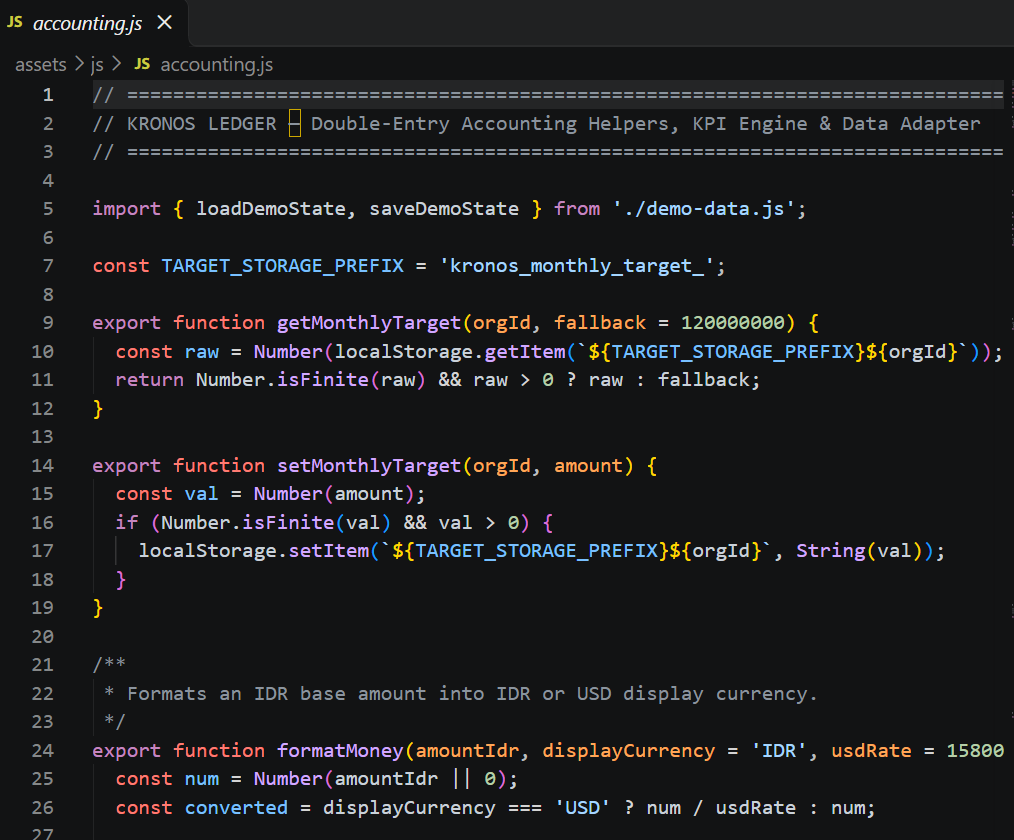 JS accounting.js ×
assets > js > JS accounting.js
1 // ============================================================================
2 // KRONOS LEDGER – Double-Entry Accounting Helpers, KPI Engine & Data Adapter
3 // ============================================================================
4
5 import { loadDemoState, saveDemoState } from './demo-data.js';
6
7 const TARGET_STORAGE_PREFIX = 'kronos_monthly_target_';
8
9 export function getMonthlyTarget(orgId, fallback = 120000000) {
10   const raw = Number(localStorage.getItem(`${TARGET_STORAGE_PREFIX}${orgId}`));
11   return Number.isFinite(raw) && raw > 0 ? raw : fallback;
12 }
13
14 export function setMonthlyTarget(orgId, amount) {
15   const val = Number(amount);
16   if (Number.isFinite(val) && val > 0) {
17     localStorage.setItem(`${TARGET_STORAGE_PREFIX}${orgId}`, String(val));
18   }
19 }
20
21 /**
22  * Formats an IDR base amount into IDR or USD display currency.
23  */
24 export function formatMoney(amountIdr, displayCurrency = 'IDR', usdRate = 15800
25   const num = Number(amountIdr || 0);
26   const converted = displayCurrency === 'USD' ? num / usdRate : num;
27